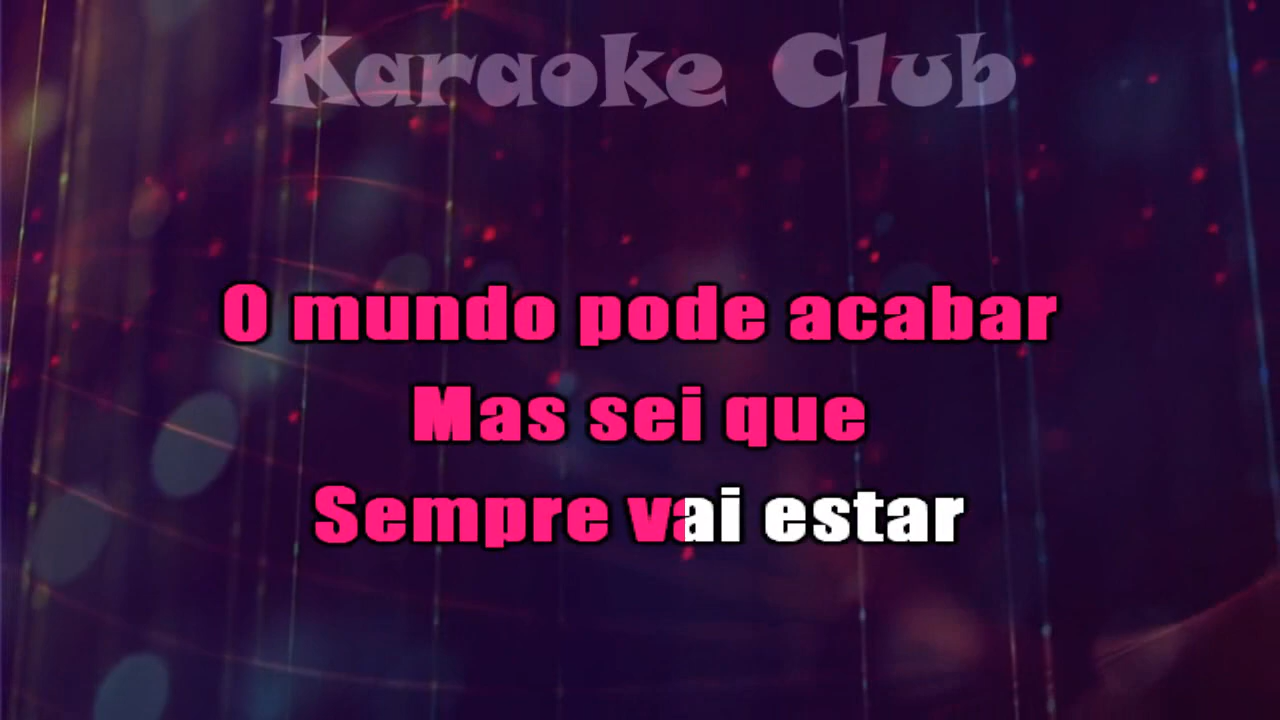 Karaoke Club
O mundo pode acabar
Mas sei que
Sempre vai estar